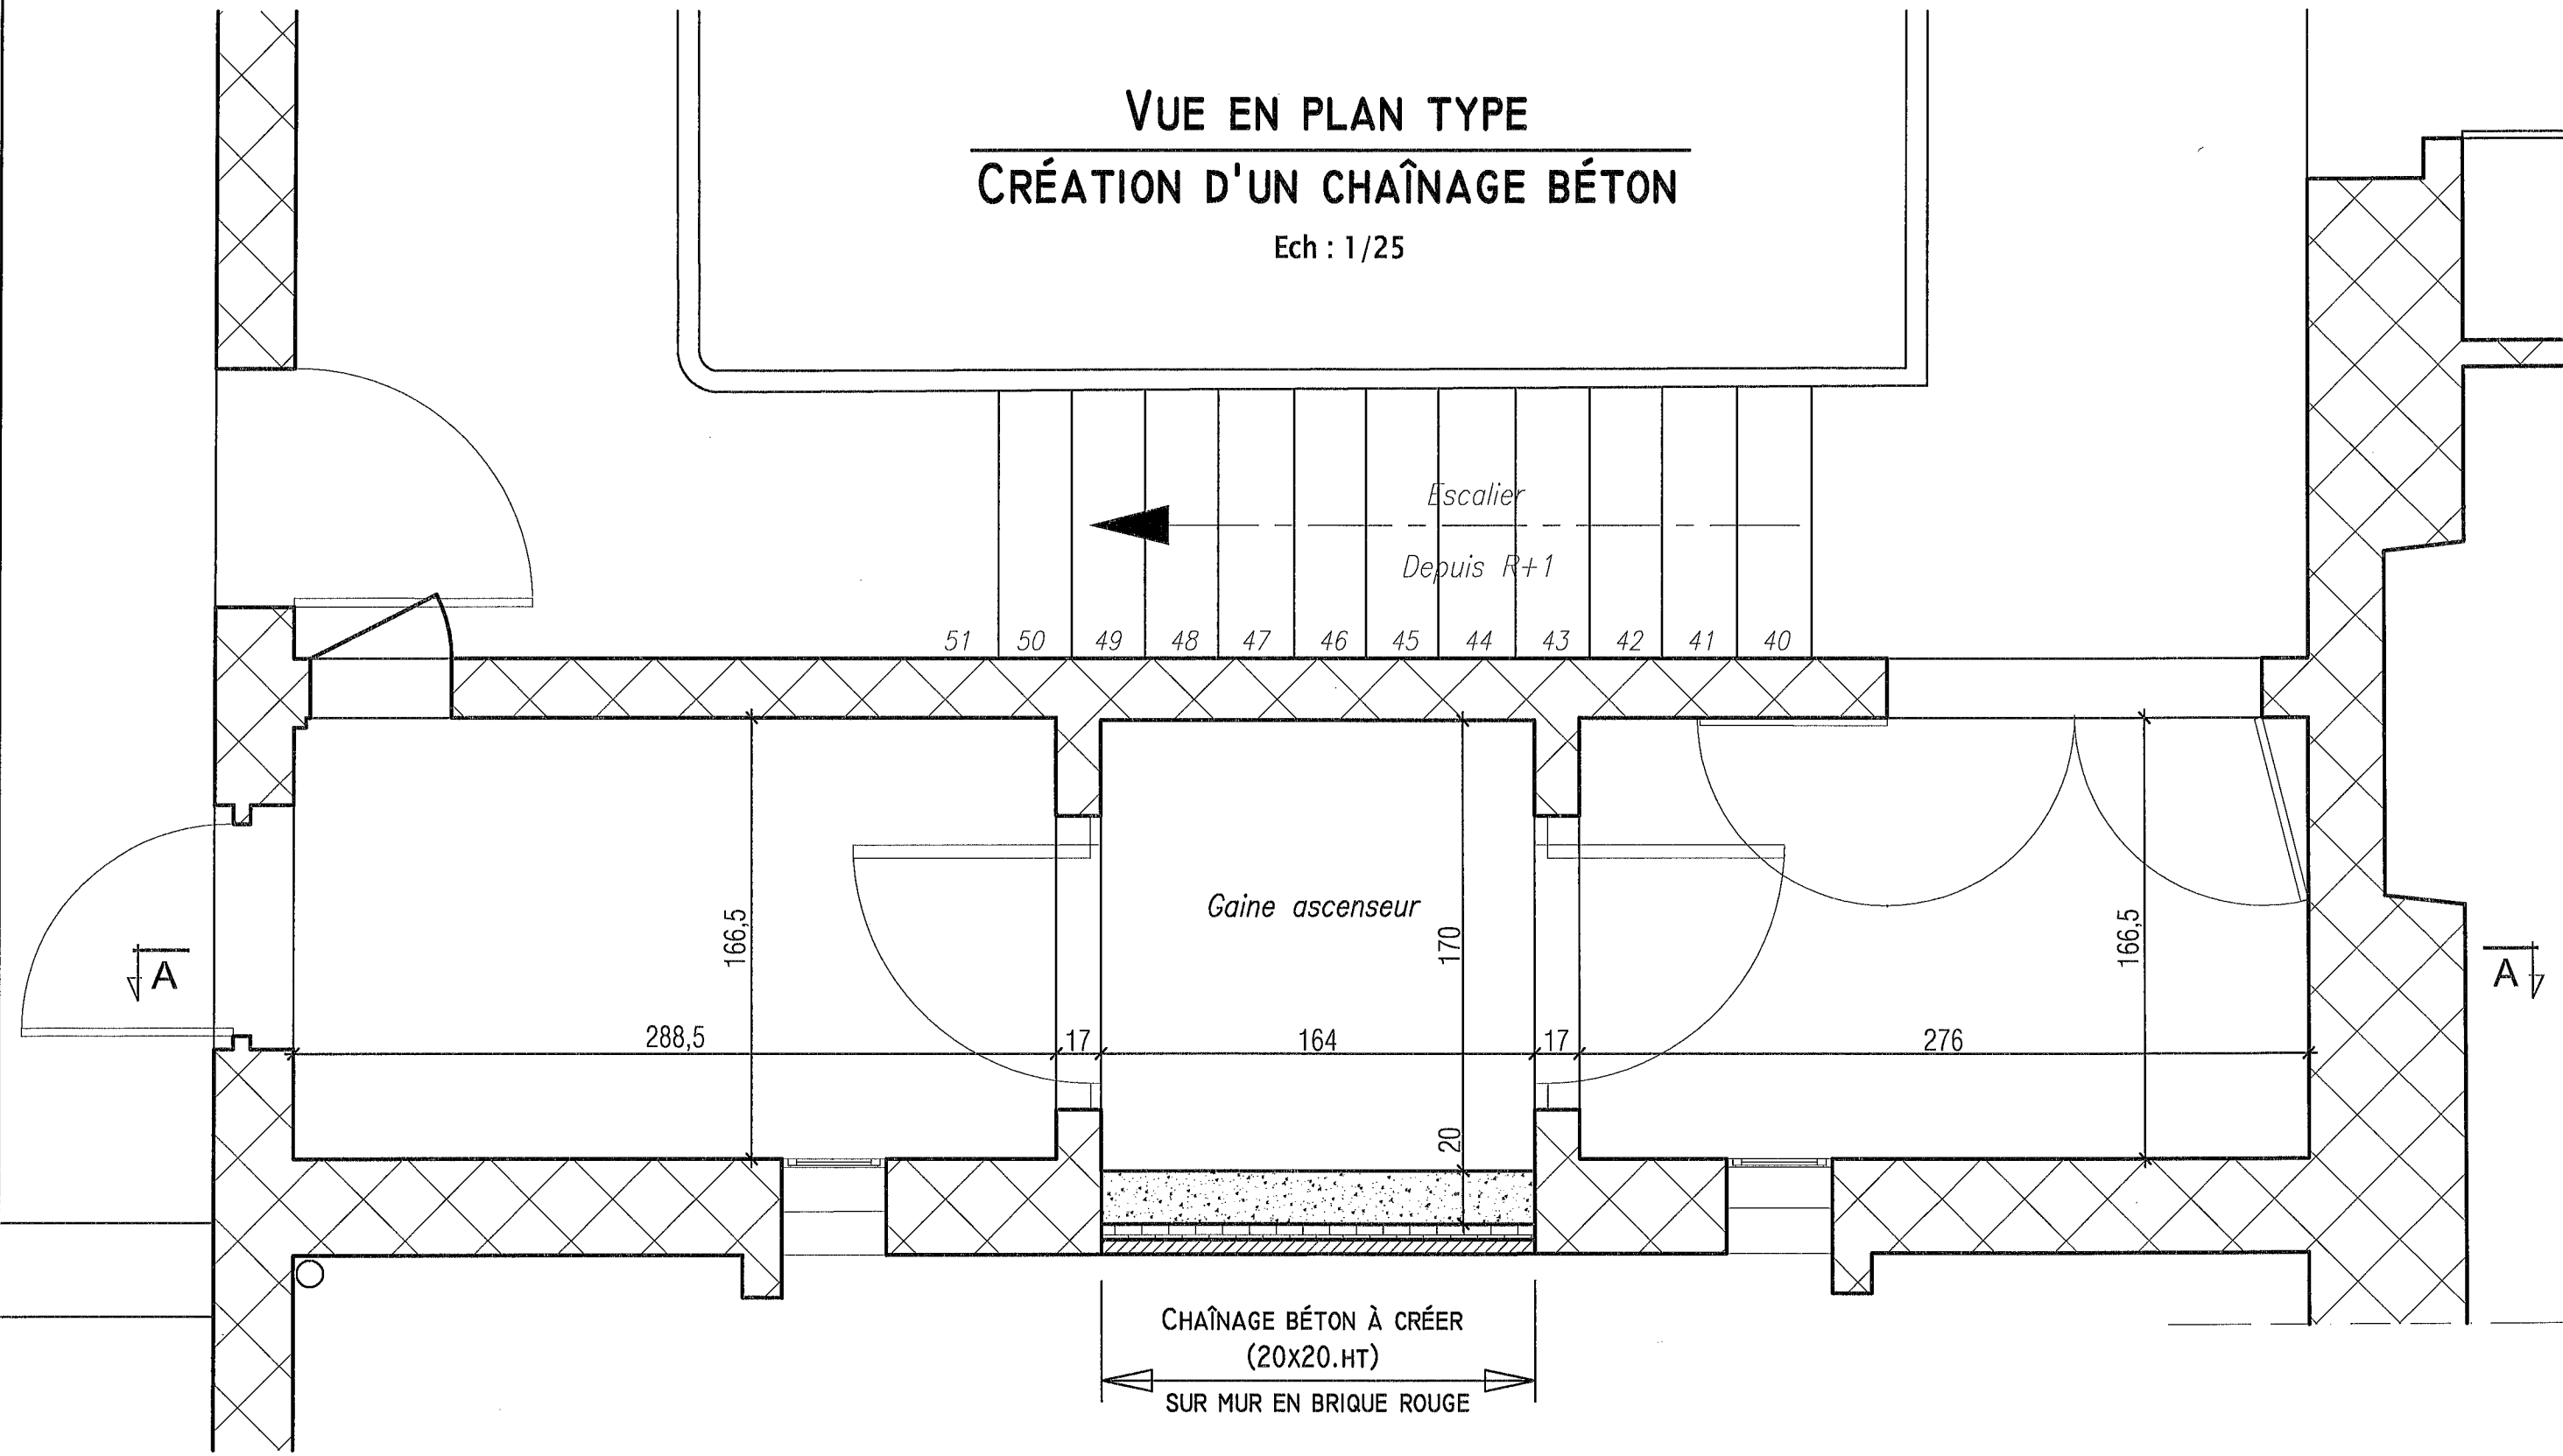 VUE EN PLAN TYPE
CRÉATION D'UN CHAÎNAGE BÉTON
Ech : 1/25
Escalier
Depuis R+1
51 50 49 48 47 46 45 44 43 42 41 40
Gaine ascenseur
166,5
170
166,5
A
A
288,5
17
164
17
276
20
CHAÎNAGE BÉTON À CRÉER
(20X20.HT)
SUR MUR EN BRIQUE ROUGE